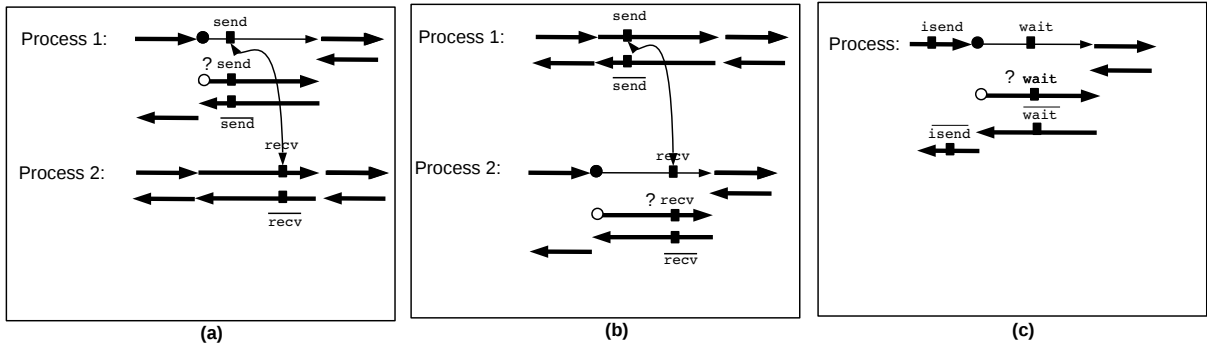 send
Process 1:
? send
send
recv
Process 2:
recv
(a)
send
Process 1:
send
recv
Process 2:
? recv
recv
(b)
isend wait
Process:
? wait
wait
isend
(c)